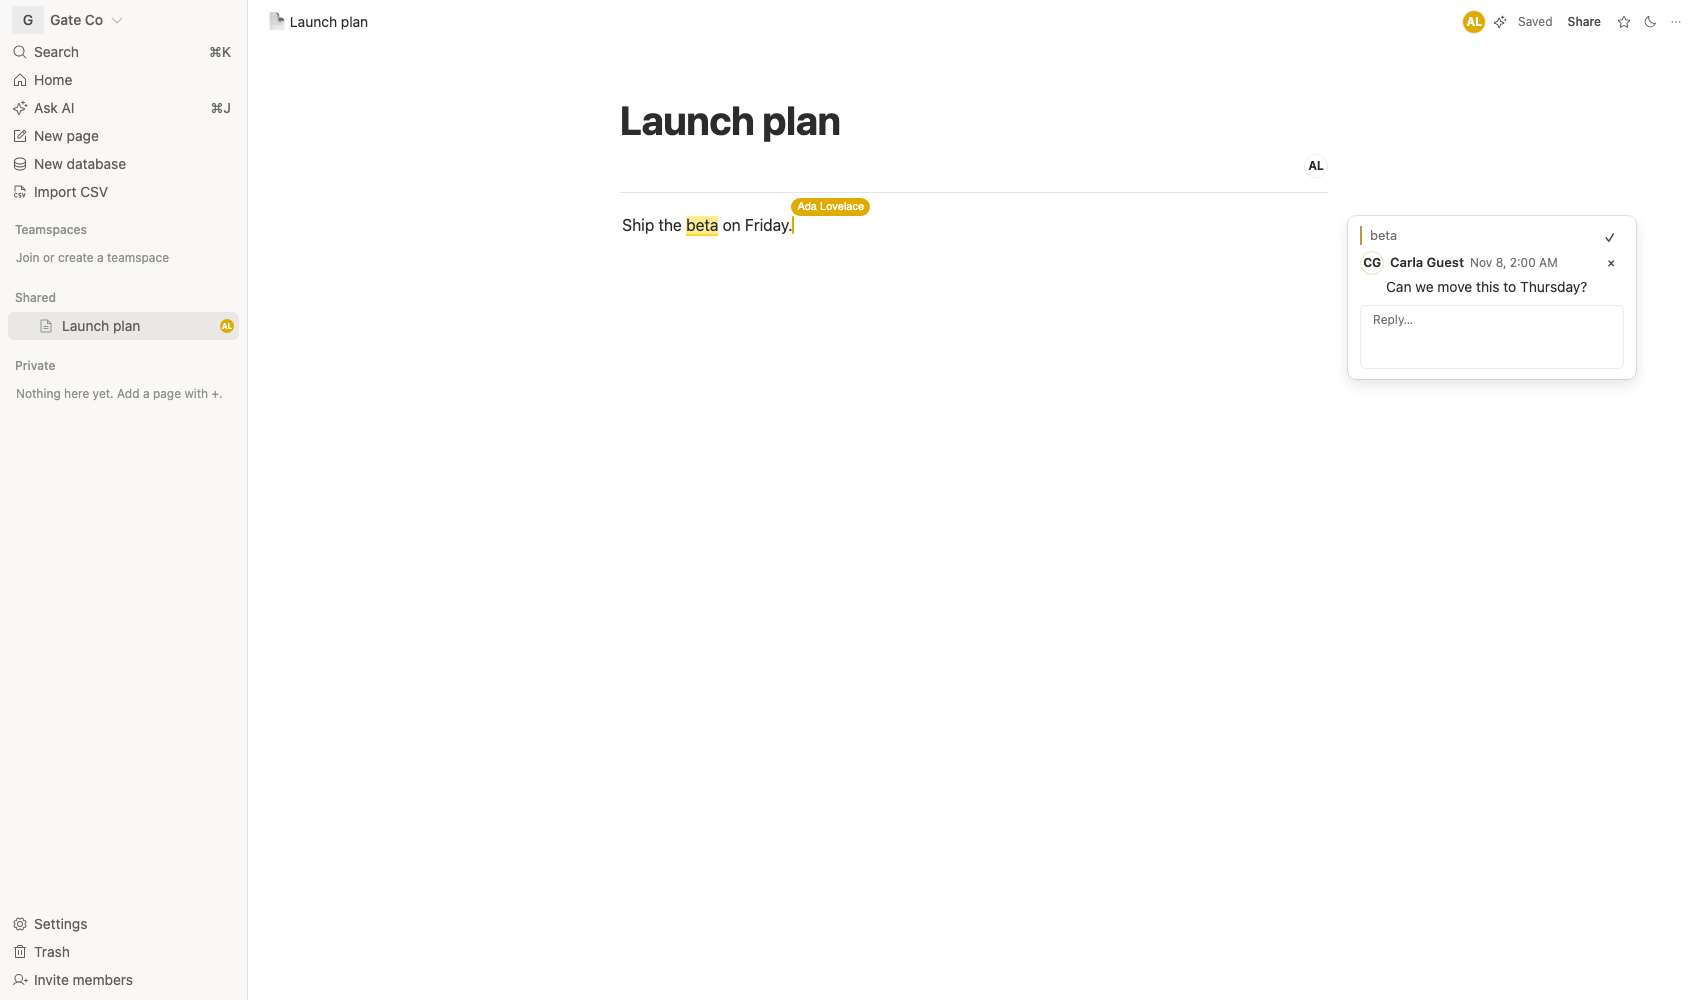 G Gate Co
Search ⌘K
Home
Ask AI ⌘J
New page
New database
CSV Import CSV
Teamspaces
Join or create a teamspace
Shared
Launch plan AL
Private
Nothing here yet. Add a page with +.
Settings
Trash
Invite members
Launch plan
AL Saved Share
Launch plan
AL
Ada Lovelace
Ship the beta on Friday.
beta
CG Carla Guest Nov 8, 2:00 AM
Can we move this to Thursday?
Reply...